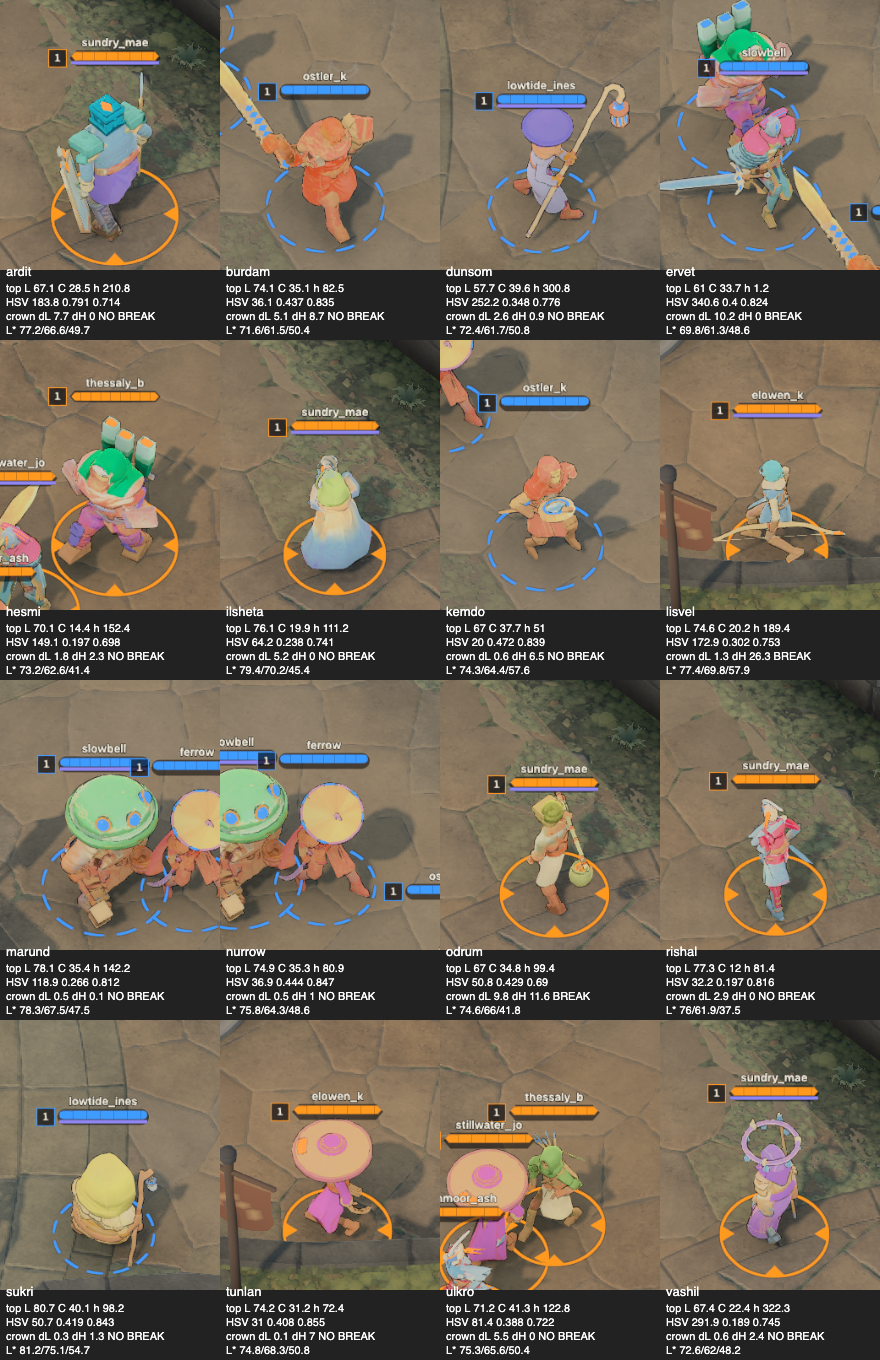 sundry_mae
1
ardit
top L 67.1 C 28.5 h 210.8
HSV 183.8 0.791 0.714
crown dL 7.7 dH 0 NO BREAK
L* 77.2/66.6/49.7
ostler_k
1
burdam
top L 74.1 C 35.1 h 82.5
HSV 36.1 0.437 0.835
crown dL 5.1 dH 8.7 NO BREAK
L* 71.6/61.5/50.4
lowtide_ines
1
dunsom
top L 57.7 C 39.6 h 300.8
HSV 252.2 0.348 0.776
crown dL 2.6 dH 0.9 NO BREAK
L* 72.4/61.7/50.8
slowbell
1
1
ervet
top L 61 C 33.7 h 1.2
HSV 340.6 0.4 0.824
crown dL 10.2 dH 0 NO BREAK
L* 69.8/61.3/48.6
thessaly_b
1
water_jo
r_ash
hesmi
top L 70.1 C 14.4 h 152.4
HSV 149.1 0.197 0.698
crown dL 1.8 dH 2.3 NO BREAK
L* 73.2/62.6/41.4
sundry_mae
1
ilsheta
top L 76.1 C 19.9 h 111.2
HSV 64.2 0.238 0.741
crown dL 5.2 dH 0 NO BREAK
L* 79.4/70.2/45.4
ostler_k
1
kemdo
top L 67 C 37.7 h 51
HSV 20 0.472 0.839
crown dL 0.6 dH 6.5 NO BREAK
L* 74.3/64.4/57.6
elowen_k
1
lisvel
top L 74.6 C 20.2 h 189.4
HSV 172.9 0.302 0.753
crown dL 1.3 dH 26.3 NO BREAK
L* 77.4/69.8/57.9
slowbell
1
ferrow
1
marund
top L 78.1 C 35.4 h 142.2
HSV 118.9 0.266 0.812
crown dL 0.5 dH 0.1 NO BREAK
L* 78.3/67.5/47.5
owbell
ferrow
1
1
os
nurrow
top L 74.9 C 35.3 h 80.9
HSV 36.9 0.444 0.847
crown dL 0.5 dH 1 NO BREAK
L* 75.8/64.3/48.6
sundry_mae
1
odrum
top L 67 C 34.8 h 99.4
HSV 50.8 0.429 0.69
crown dL 9.8 dH 11.6 NO BREAK
L* 74.6/66/41.8
sundry_mae
1
rishal
top L 77.3 C 12 h 81.4
HSV 32.2 0.197 0.816
crown dL 2.9 dH 0 NO BREAK
L* 76/61.9/37.5
lowtide_ines
1
sukri
top L 80.7 C 40.1 h 98.2
HSV 50.7 0.419 0.843
crown dL 0.3 dH 1.3 NO BREAK
L* 81.2/75.1/54.7
elowen_k
1
tunlan
top L 74.2 C 31.2 h 72.4
HSV 31 0.408 0.855
crown dL 0.1 dH 7 NO BREAK
L* 74.8/68.3/50.8
thessaly_b
1
stillwater_jo
nmoor_ash
ulkro
top L 71.2 C 41.3 h 122.8
HSV 81.4 0.388 0.722
crown dL 5.5 dH 0 NO BREAK
L* 75.3/65.6/50.4
sundry_mae
1
vashil
top L 67.4 C 22.4 h 322.3
HSV 291.9 0.189 0.745
crown dL 0.6 dH 2.4 NO BREAK
L* 72.6/62/48.2